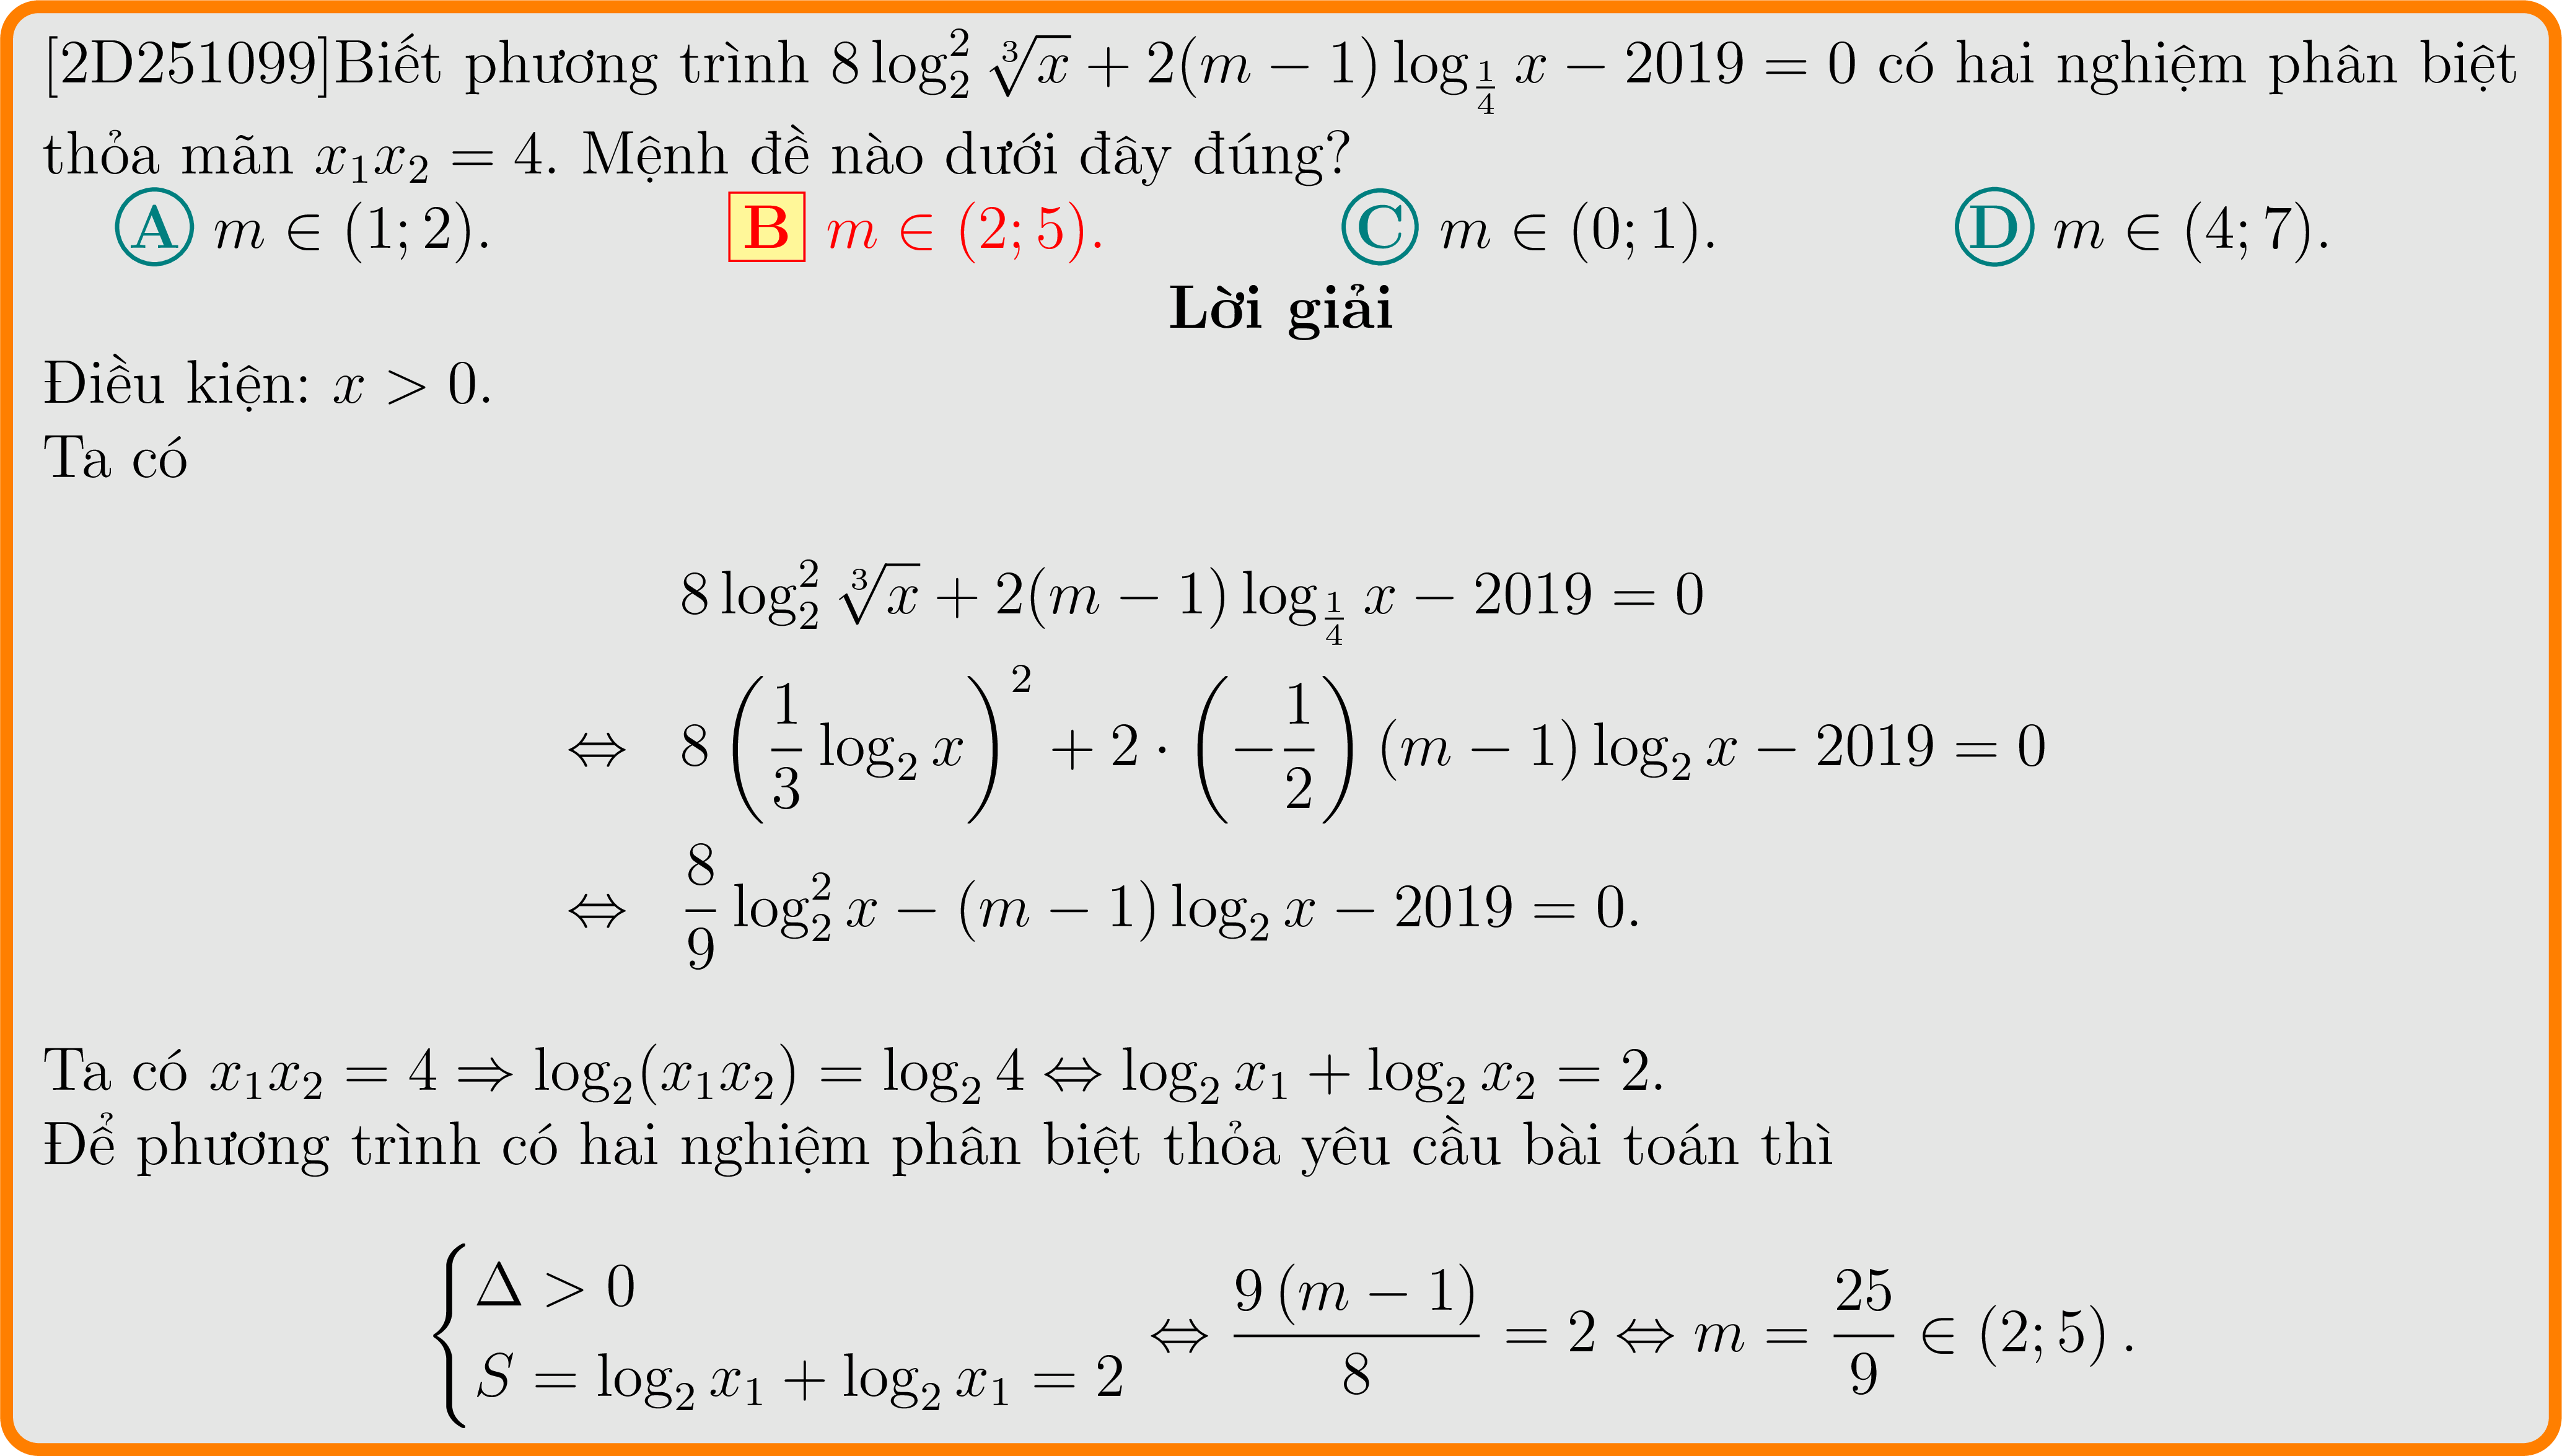 [2D251099]Biết phương trình $8\log_2^2 \sqrt[3]{x} + 2(m-1)\log_{\frac{1}{4}} x - 2019 = 0$ có hai nghiệm phân biệt
thỏa mãn $x_1x_2 = 4$. Mệnh đề nào dưới đây đúng?
A $m \in (1;2)$. B $m \in (2;5)$. C $m \in (0;1)$. D $m \in (4;7)$.
Lời giải
Điều kiện: $x > 0$.
Ta có
$8\log_2^2 \sqrt[3]{x} + 2(m-1)\log_{\frac{1}{4}} x - 2019 = 0$
$\Leftrightarrow 8\left(\frac{1}{3}\log_2 x\right)^2 + 2 \cdot \left(-\frac{1}{2}\right)(m-1)\log_2 x - 2019 = 0$
$\Leftrightarrow \frac{8}{9}\log_2^2 x - (m-1)\log_2 x - 2019 = 0.$
Ta có $x_1x_2 = 4 \Rightarrow \log_2(x_1x_2) = \log_2 4 \Leftrightarrow \log_2 x_1 + \log_2 x_2 = 2$.
Để phương trình có hai nghiệm phân biệt thỏa yêu cầu bài toán thì
$\begin{cases} \Delta > 0 \\ S = \log_2 x_1 + \log_2 x_1 = 2 \end{cases} \Leftrightarrow \frac{9(m-1)}{8} = 2 \Leftrightarrow m = \frac{25}{9} \in (2;5).$